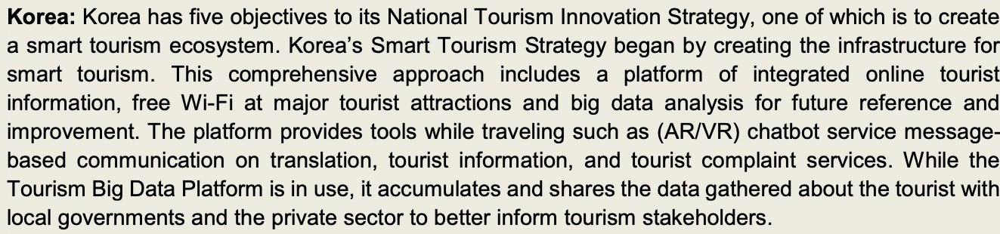 Korea: Korea has five objectives to its National Tourism Innovation Strategy, one of which is to create
a smart tourism ecosystem. Korea’s Smart Tourism Strategy began by creating the infrastructure for
smart tourism. This comprehensive approach includes a platform of integrated online tourist
information, free Wi-Fi at major tourist attractions and big data analysis for future reference and
improvement. The platform provides tools while traveling such as (AR/VR) chatbot service message-
based communication on translation, tourist information, and tourist complaint services. While the
Tourism Big Data Platform is in use, it accumulates and shares the data gathered about the tourist with
local governments and the private sector to better inform tourism stakeholders.